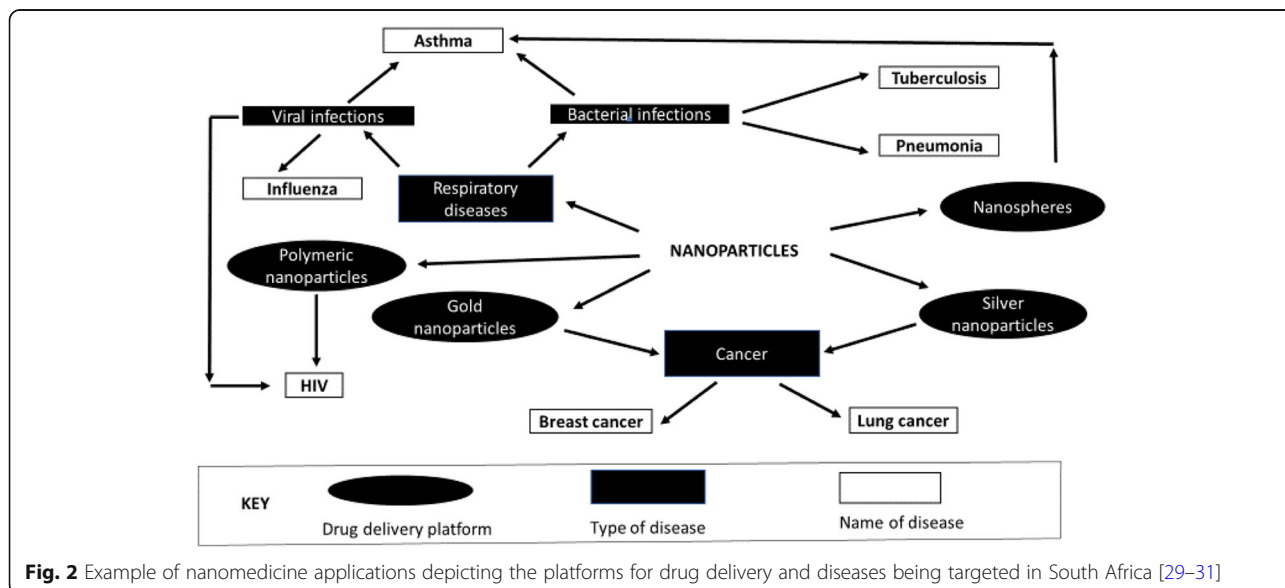 Asthma
Tuberculosis
Viral infections
Bacterial infections
Pneumonia
Influenza
Respiratory
diseases
Nanospheres
Polymeric
nanoparticles
NANOPARTICLES
Gold
nanoparticles
Silver
nanoparticles
Cancer
HIV
Breast cancer
Lung cancer
KEY
Drug delivery platform
Type of disease
Name of disease
Fig. 2 Example of nanomedicine applications depicting the platforms for drug delivery and diseases being targeted in South Africa [29–31]